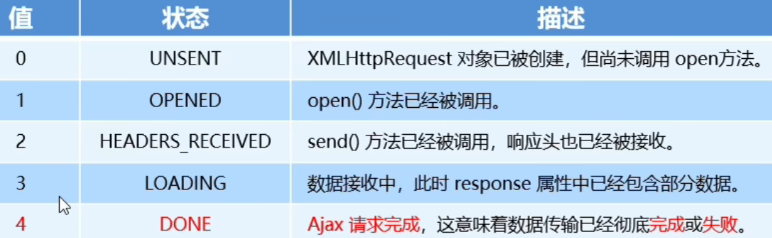 值 状态 描述
0 UNSENT XMLHttpRequest 对象已被创建，但尚未调用 open方法。
1 OPENED open() 方法已经被调用。
2 HEADERS_RECEIVED send() 方法已经被调用，响应头也已经被接收。
3 LOADING 数据接收中，此时 response 属性中已经包含部分数据。
4 DONE Ajax 请求完成，这意味着数据传输已经彻底完成或失败。